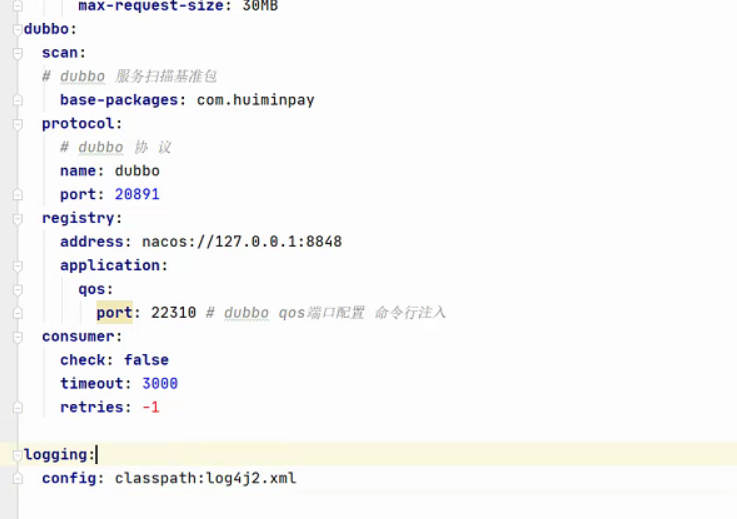 max-request-size: 30MB
dubbo:
  scan:
  # dubbo 服务扫描基准包
    base-packages: com.huiminpay
  protocol:
    # dubbo 协 议
    name: dubbo
    port: 20891
  registry:
    address: nacos://127.0.0.1:8848
    application:
      qos:
        port: 22310 # dubbo qos端口配置 命令行注入
  consumer:
    check: false
    timeout: 3000
    retries: -1
logging:
  config: classpath:log4j2.xml